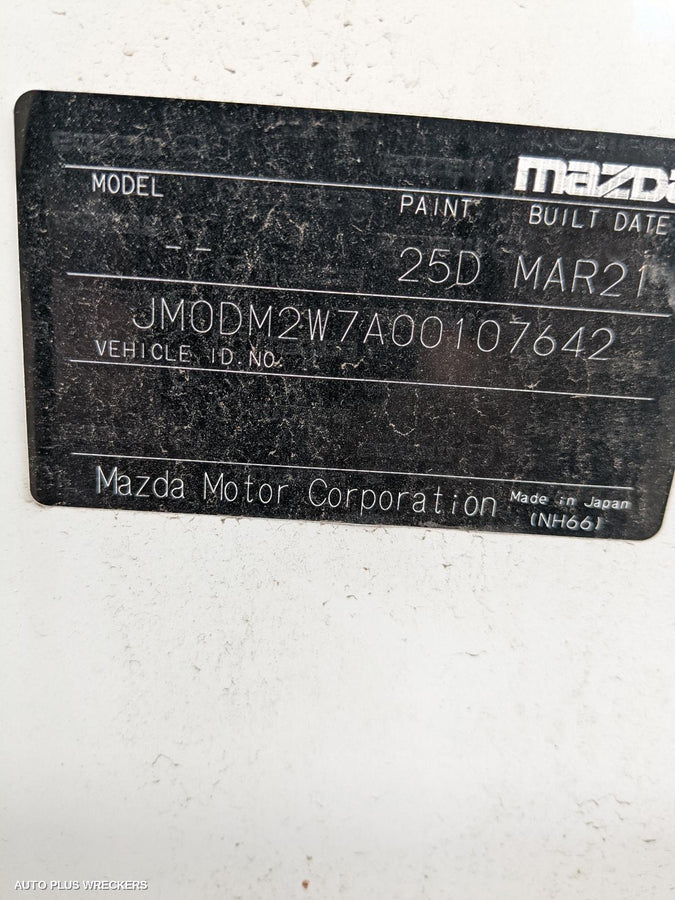 mazda
MODEL PAINT BUILT DATE
-- 25D MAR21
JM0DM2W7A00107642
VEHICLE ID.NO.
Mazda Motor Corporation Made in Japan
(NH66)
AUTO PLUS WRECKERS